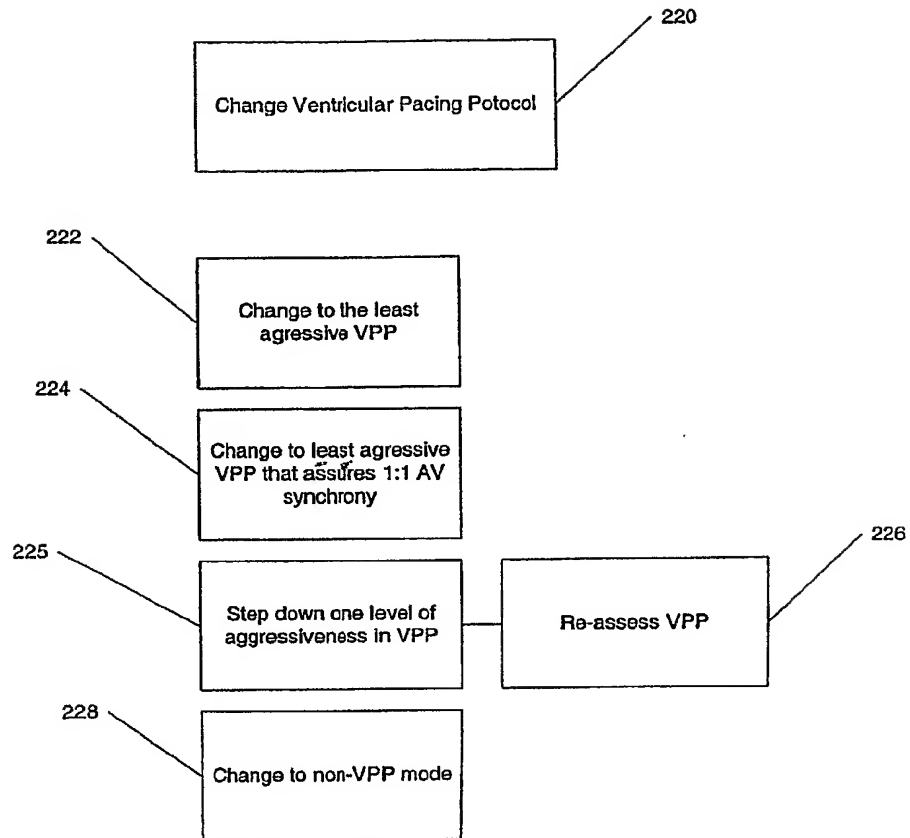 220
Change Ventricular Pacing Potocol
222
Change to the least
agressive VPP
224
Change to least agressive
VPP that assures 1:1 AV
synchrony
225
Step down one level of
aggressiveness in VPP
226
Re-assess VPP
228
Change to non-VPP mode